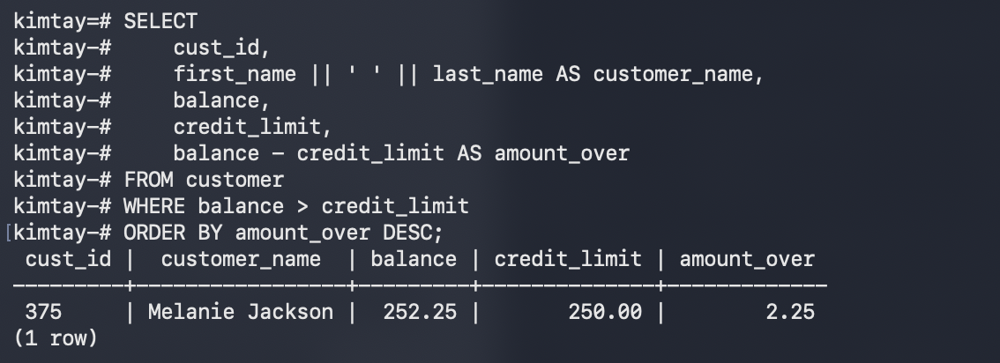 kimtay=# SELECT
kimtay-#     cust_id,
kimtay-#     first_name || ' ' || last_name AS customer_name,
kimtay-#     balance,
kimtay-#     credit_limit,
kimtay-#     balance - credit_limit AS amount_over
kimtay-# FROM customer
kimtay-# WHERE balance > credit_limit
[kimtay-# ORDER BY amount_over DESC;
 cust_id |  customer_name  | balance | credit_limit | amount_over
---------+-----------------+---------+--------------+-------------
 375     | Melanie Jackson |  252.25 |       250.00 |        2.25
(1 row)